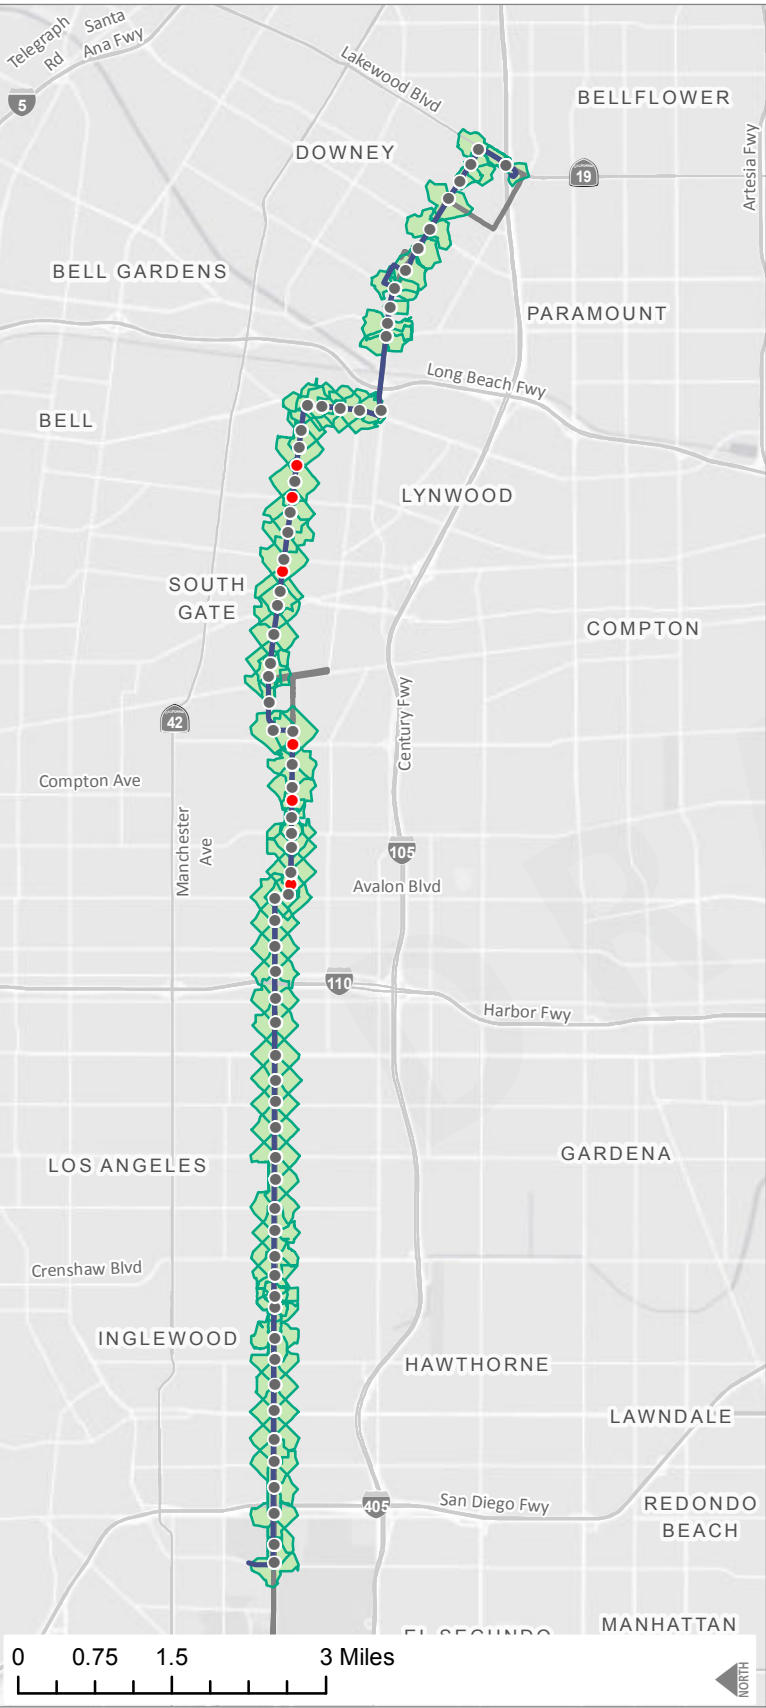 Telegraph
Rd
Santa
Ana Fwy
5
Lakewood Blvd
BELLFLOWER
DOWNEY
19
Artesia Fwy
BELL GARDENS
PARAMOUNT
Long Beach Fwy
BELL
LYNWOOD
SOUTH
GATE
COMPTON
42
Century Fwy
Compton Ave
Manchester
Ave
105
Avalon Blvd
110
Harbor Fwy
GARDENA
LOS ANGELES
Crenshaw Blvd
INGLEWOOD
HAWTHORNE
LAWNDALE
405
San Diego Fwy
REDONDO
BEACH
EL SEGUNDO
MANHATTAN
0 0.75 1.5 3 Miles
NORTH